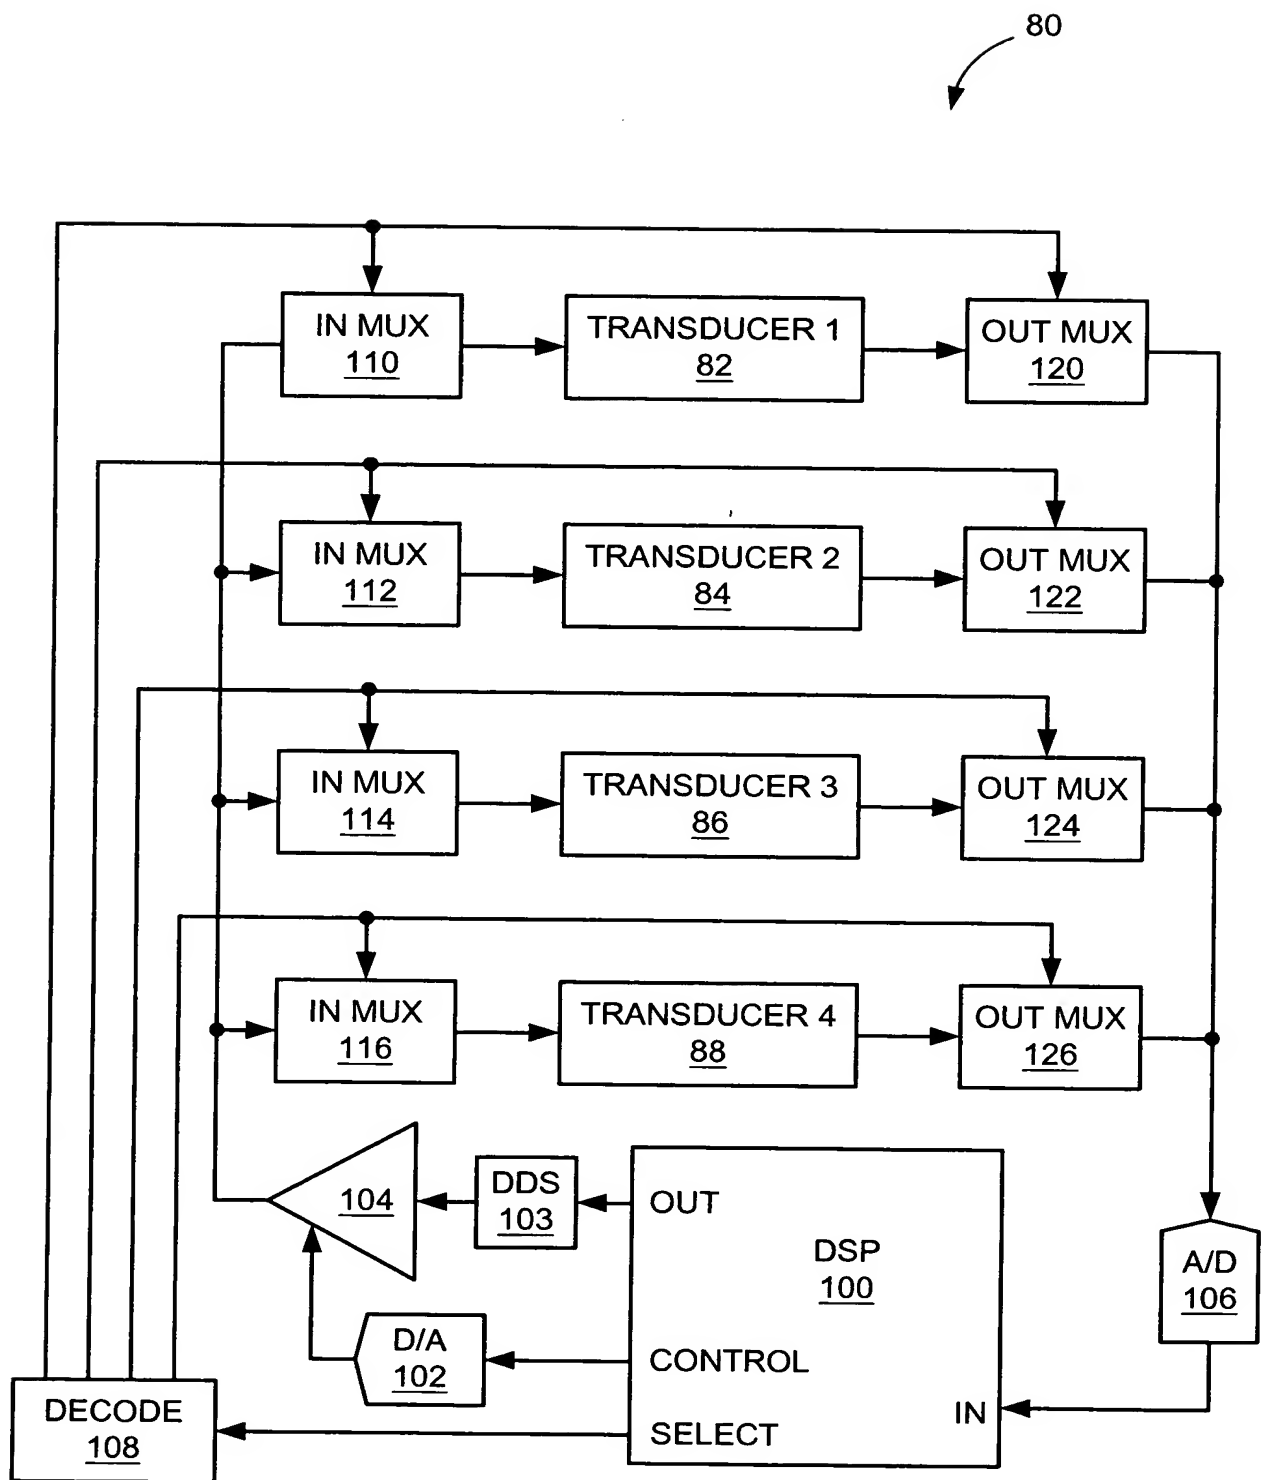 80
IN MUX
110
TRANSDUCER 1
82
OUT MUX
120
IN MUX
112
TRANSDUCER 2
84
OUT MUX
122
IN MUX
114
TRANSDUCER 3
86
OUT MUX
124
IN MUX
116
TRANSDUCER 4
88
OUT MUX
126
104
DDS
103
OUT
DSP
100
A/D
106
D/A
102
CONTROL
IN
DECODE
108
SELECT